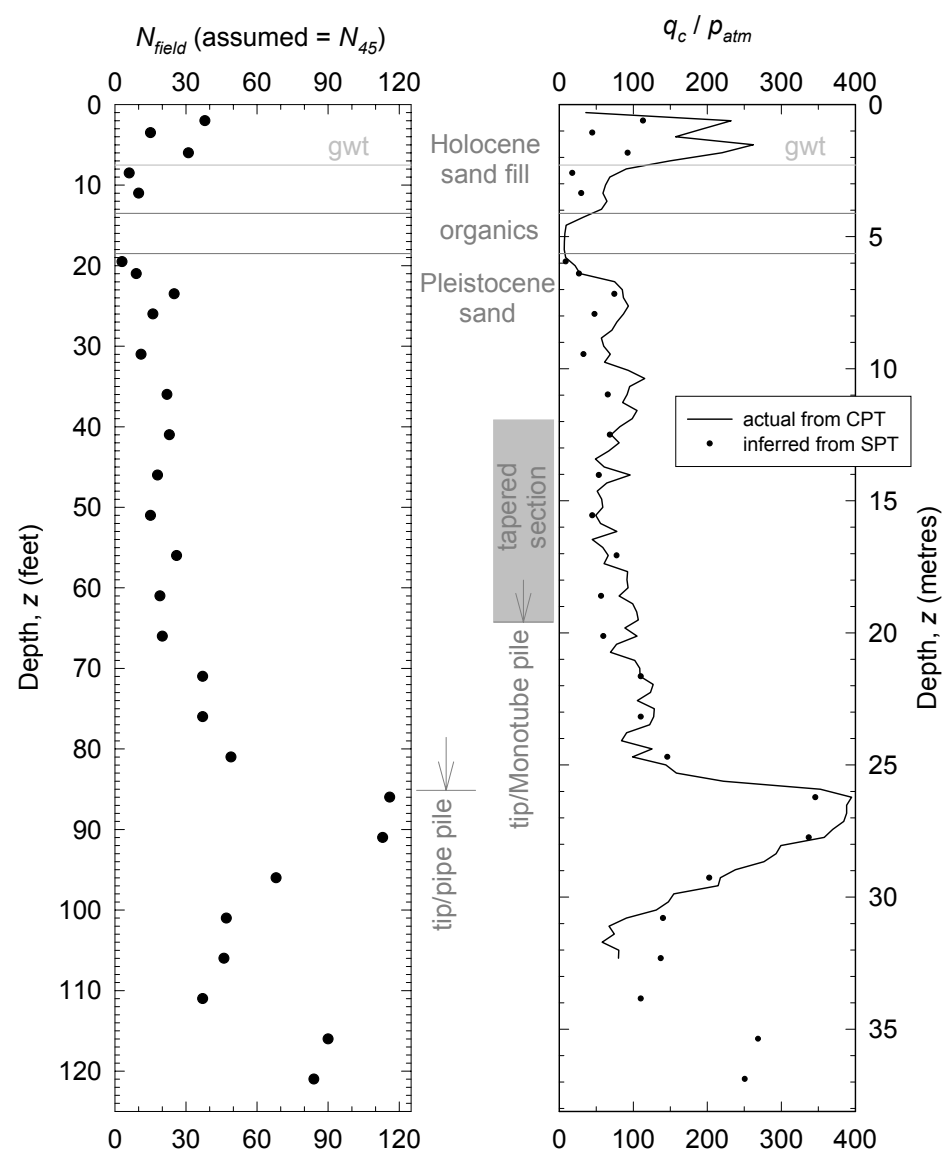 N_field (assumed = N_45)
0 30 60 90 120
0
10
20
30
40
50
60
70
80
90
100
110
120
0 30 60 90 120
Depth, z (feet)
gwt
Holocene
sand fill
organics
Pleistocene
sand
tapered
section
tip/Monotube pile
tip/pipe pile
q_c / p_atm
0 100 200 300 400
gwt
actual from CPT
inferred from SPT
0
5
10
15
20
25
30
35
0 100 200 300 400
Depth, z (metres)